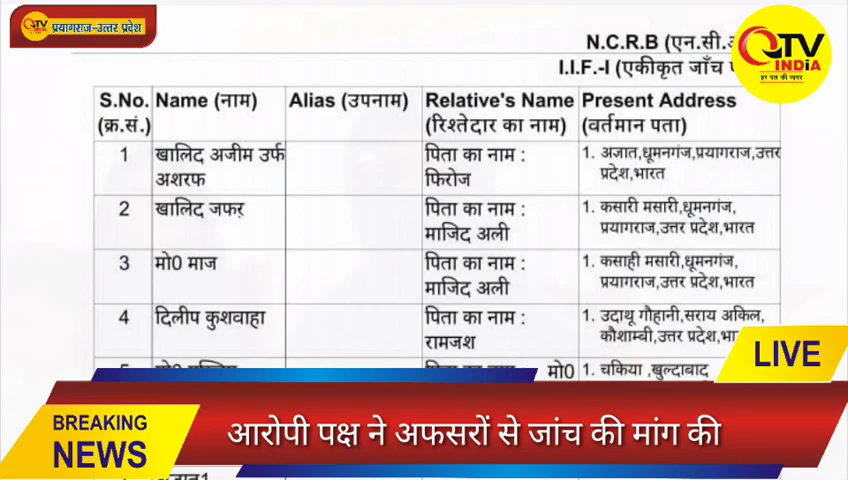 QTV INDIA प्रयागराज-उत्तर प्रदेश
N.C.R.B (एन.सी.
I.I.F.-I (एकीकृत जाँच
QTV
INDIA
हर पल की खबर
S.No. Name (नाम) Alias (उपनाम) Relative's Name Present Address
(क्र.सं.) (रिश्तेदार का नाम) (वर्तमान पता)
1 खालिद अजीम उर्फ पिता का नाम : 1. अजात,धूमनगंज,प्रयागराज,उत्तर
अशरफ फिरोज प्रदेश,भारत
2 खालिद जफर् पिता का नाम : 1. कसारी मसारी,धूमनगंज,
माजिद अली प्रयागराज,उत्तर प्रदेश,भारत
3 मो0 माज पिता का नाम : 1. कसाही मसारी,धूमनगंज,
माजिद अली प्रयागराज,उत्तर प्रदेश,भारत
4 दिलीप कुशवाहा पिता का नाम : 1. उदाथू गौहानी,सराय अकिल,
रामजश कौशाम्बी,उत्तर प्रदेश,
मो0 1. चकिया ,खुल्दाबाद
LIVE
BREAKING
NEWS
आरोपी पक्ष ने अफसरों से जांच की मांग की